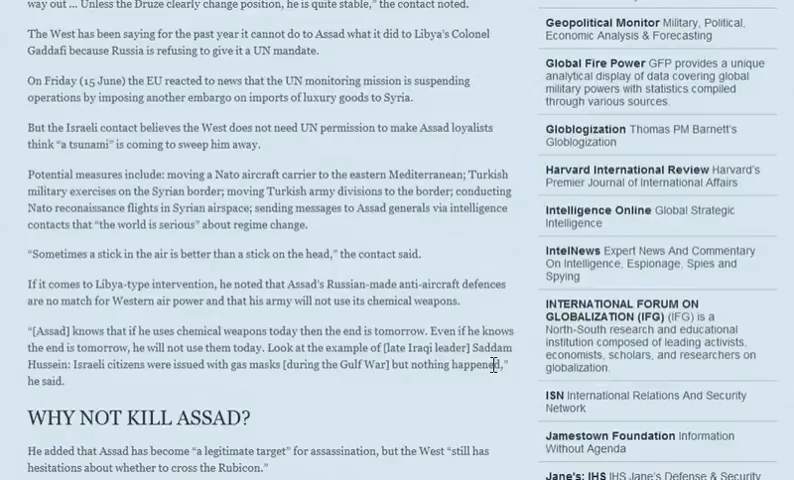 way out ... Unless the Druze clearly change position, he is quite stable,” the contact noted.
The West has been saying for the past year it cannot do to Assad what it did to Libya’s Colonel
Gaddafi because Russia is refusing to give it a UN mandate.
On Friday (15 June) the EU reacted to news that the UN monitoring mission is suspending
operations by imposing another embargo on imports of luxury goods to Syria.
But the Israeli contact believes the West does not need UN permission to make Assad loyalists
think “a tsunami” is coming to sweep him away.
Potential measures include: moving a Nato aircraft carrier to the eastern Mediterranean; Turkish
military exercises on the Syrian border; moving Turkish army divisions to the border; conducting
Nato reconaissance flights in Syrian airspace; sending messages to Assad generals via intelligence
contacts that “the world is serious” about regime change.
“Sometimes a stick in the air is better than a stick on the head,” the contact said.
If it comes to Libya-type intervention, he noted that Assad’s Russian-made anti-aircraft defences
are no match for Western air power and that his army will not use its chemical weapons.
“[Assad] knows that if he uses chemical weapons today then the end is tomorrow. Even if he knows
the end is tomorrow, he will not use them today. Look at the example of [late Iraqi leader] Saddam
Hussein: Israeli citizens were issued with gas masks [during the Gulf War] but nothing happened,”
he said.
WHY NOT KILL ASSAD?
He added that Assad has become “a legitimate target” for assassination, but the West “still has
hesitations about whether to cross the Rubicon.”
Geopolitical Monitor Military, Political,
Economic Analysis & Forecasting
Global Fire Power GFP provides a unique
analytical display of data covering global
military powers with statistics compiled
through various sources.
Globlogization Thomas PM Barnett’s
Globlogization
Harvard International Review Harvard’s
Premier Journal of International Affairs
Intelligence Online Global Strategic
Intelligence
IntelNews Expert News And Commentary
On Intelligence, Espionage, Spies and
Spying
INTERNATIONAL FORUM ON
GLOBALIZATION (IFG) (IFG) is a
North-South research and educational
institution composed of leading activists,
economists, scholars, and researchers on
globalization.
ISN International Relations And Security
Network
Jamestown Foundation Information
Without Agenda
Jane’s: IHS IHS Jane’s Defense & Security